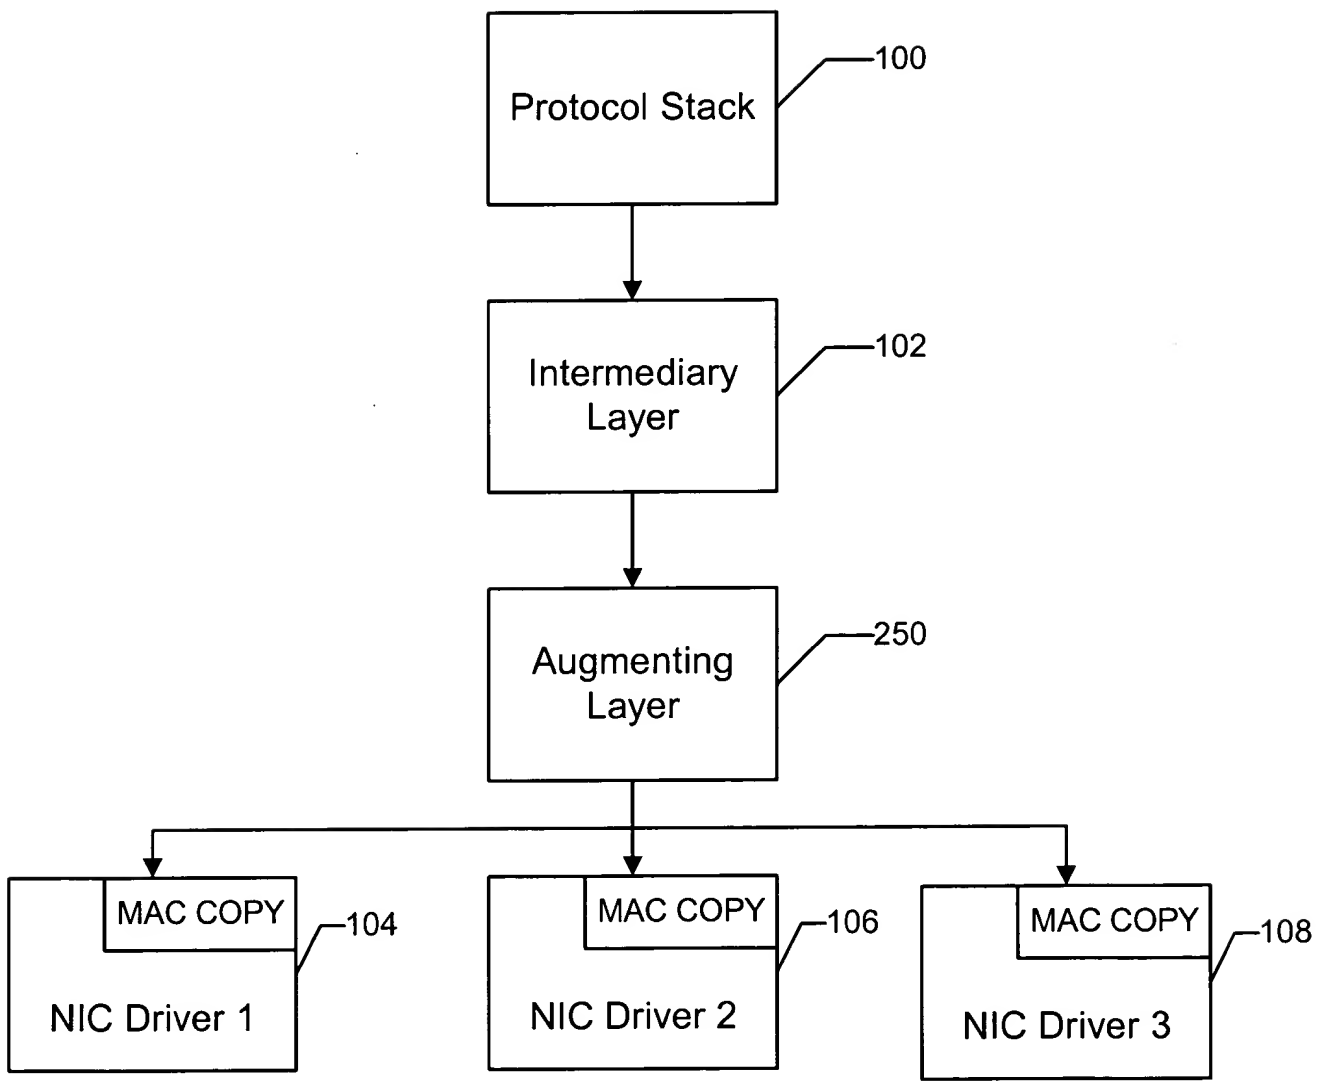 100
Protocol Stack
102
Intermediary
Layer
250
Augmenting
Layer
MAC COPY
104
NIC Driver 1
MAC COPY
106
NIC Driver 2
MAC COPY
108
NIC Driver 3